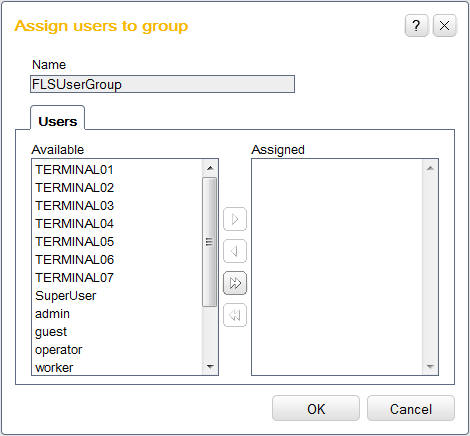 Assign users to group
?
Name
FLSUserGroup
Users
Available
Assigned
TERMINAL01
TERMINAL02
TERMINAL03
TERMINAL04
TERMINAL05
TERMINAL06
TERMINAL07
SuperUser
admin
guest
operator
worker
OK
Cancel